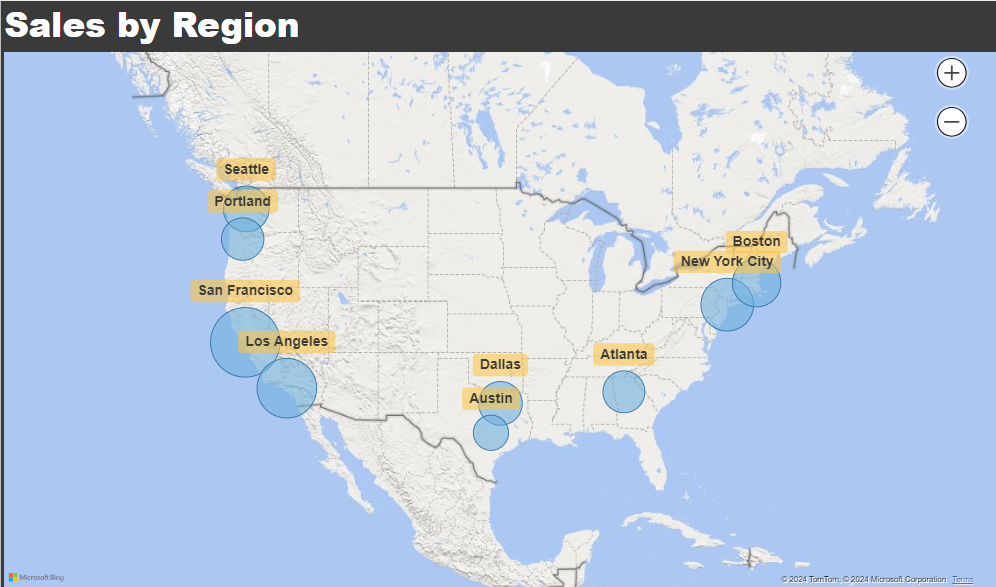 Sales by Region
+
−
Seattle
Portland
Boston
New York City
San Francisco
Los Angeles
Atlanta
Dallas
Austin
Microsoft Bing
© 2024 TomTom, © 2024 Microsoft Corporation Terms